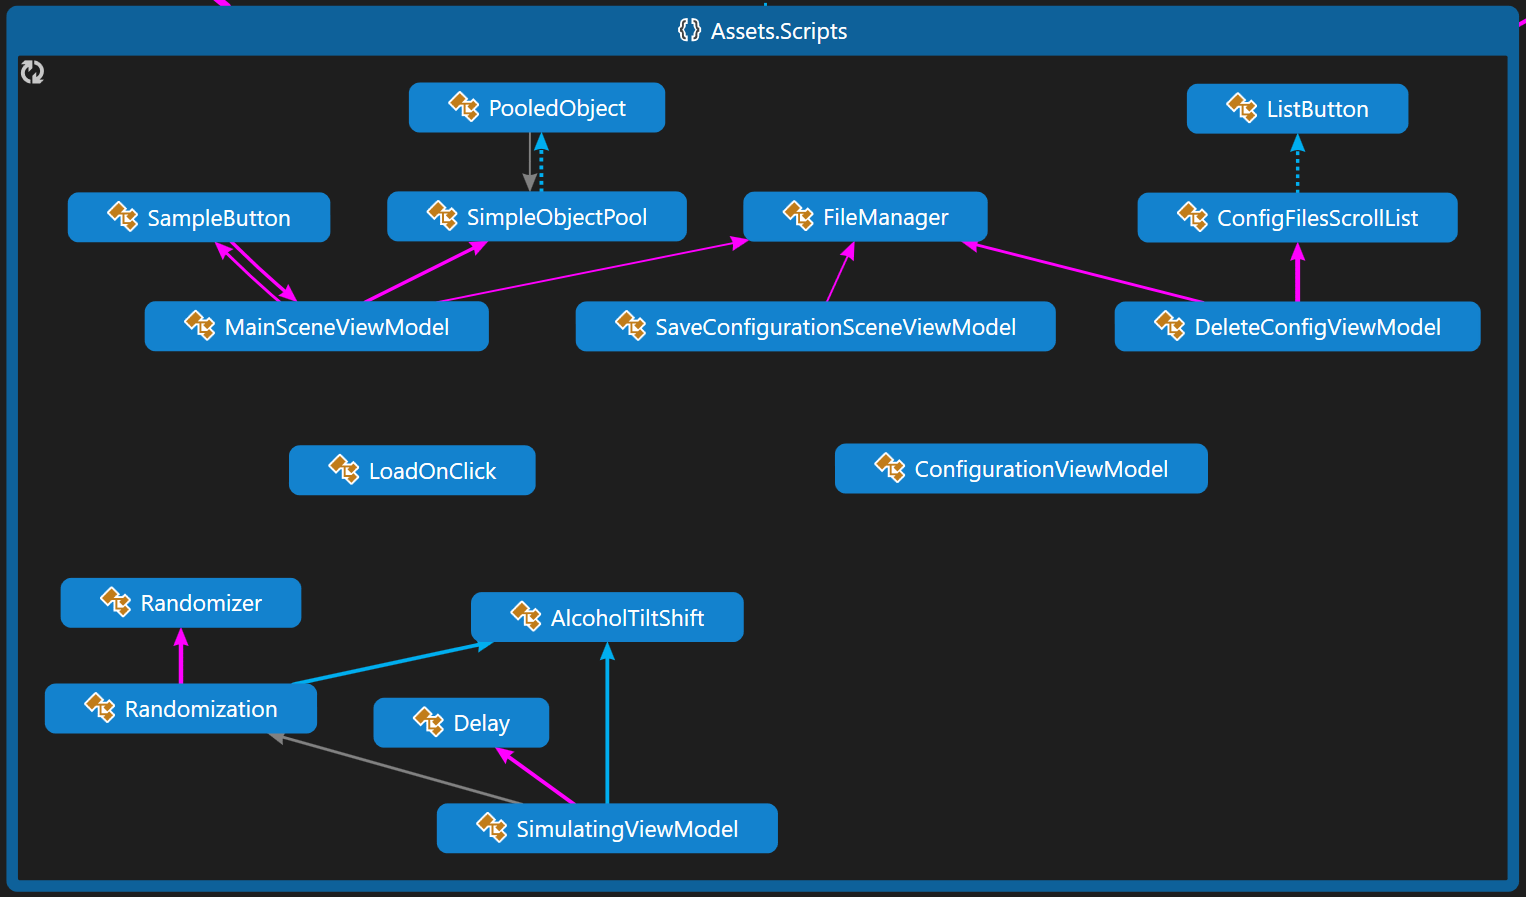 Assets.Scripts
PooledObject
ListButton
SampleButton
SimpleObjectPool
FileManager
ConfigFilesScrollList
MainSceneViewModel
SaveConfigurationSceneViewModel
DeleteConfigViewModel
LoadOnClick
ConfigurationViewModel
Randomizer
AlcoholTiltShift
Randomization
Delay
SimulatingViewModel